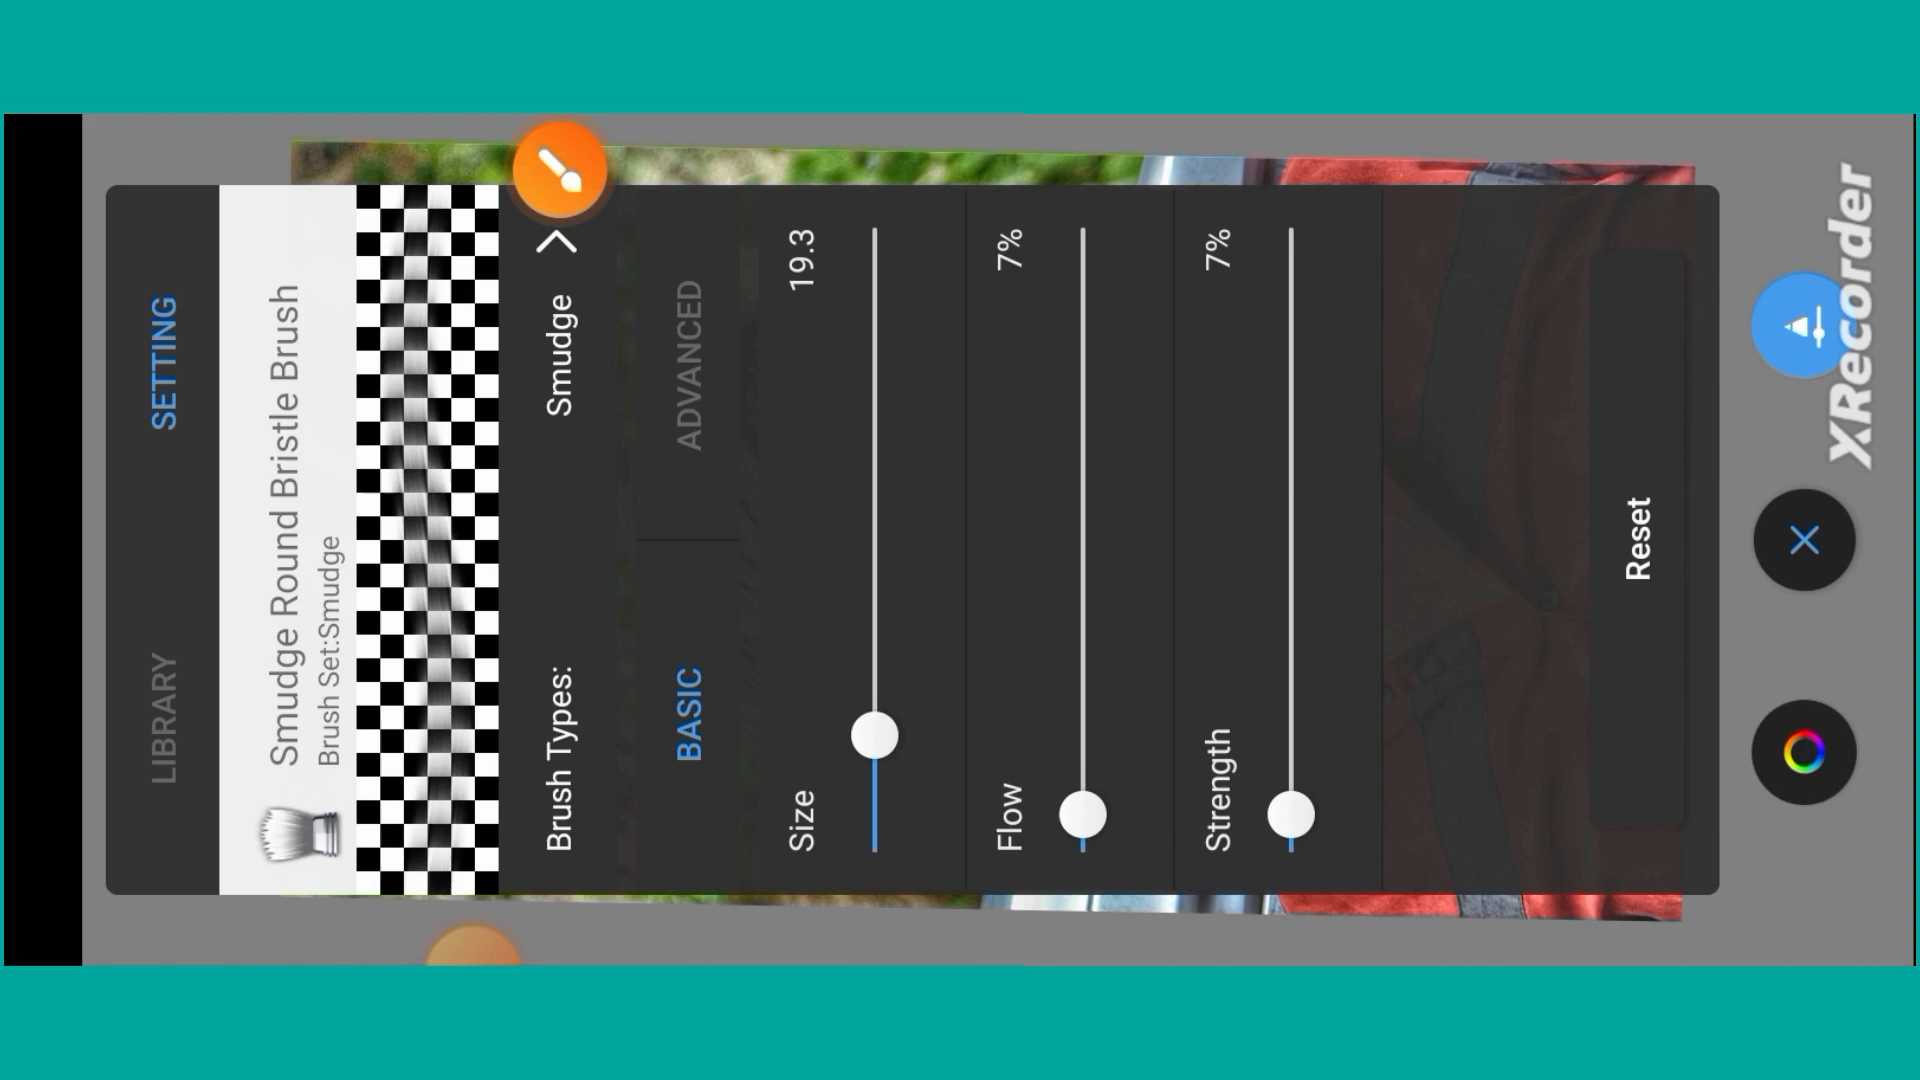 LIBRARY SETTING
Smudge Round Bristle Brush
Brush Set:Smudge
Brush Types: Smudge
BASIC ADVANCED
Size 19.3
Flow 7%
Strength 7%
Reset
XRecorder